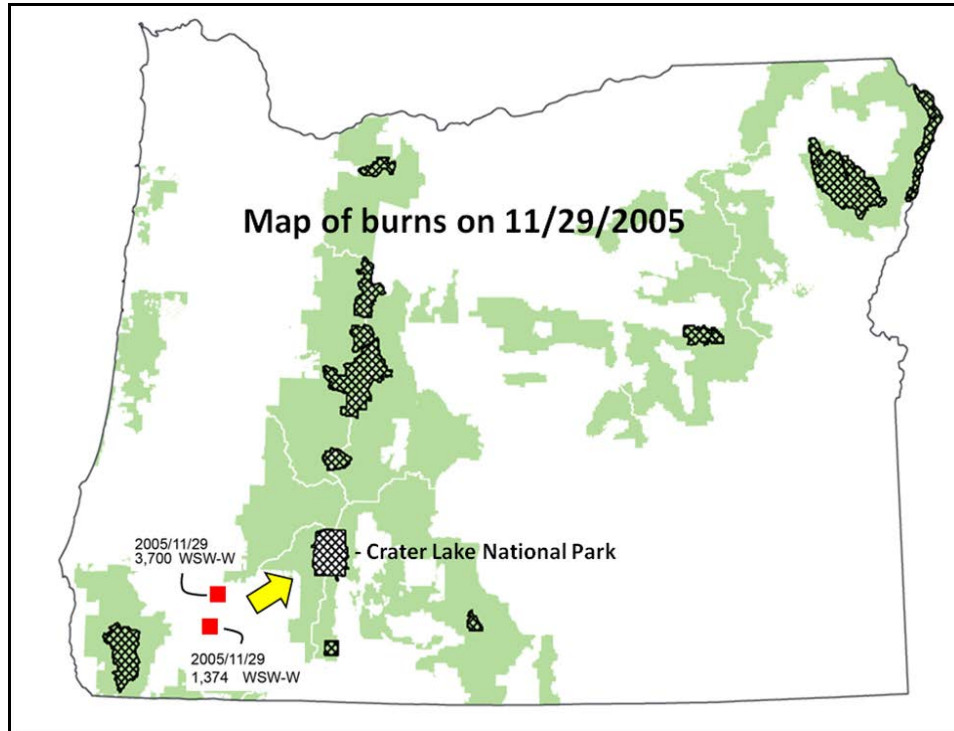 Map of burns on 11/29/2005
2005/11/29
3,700 WSW-W
- Crater Lake National Park
2005/11/29
1,374 WSW-W